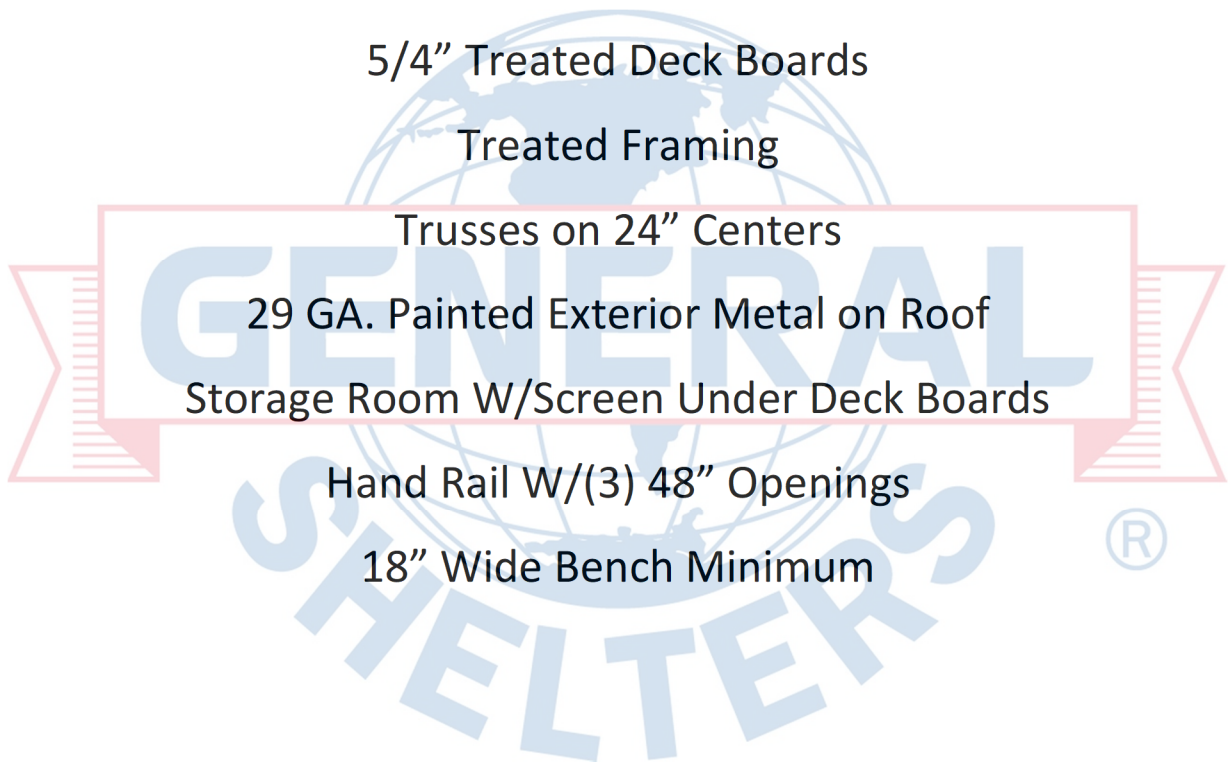 5/4” Treated Deck Boards
Treated Framing
Trusses on 24” Centers
29 GA. Painted Exterior Metal on Roof
Storage Room W/Screen Under Deck Boards
Hand Rail W/(3) 48” Openings
18” Wide Bench Minimum
GENERAL
SHELTERS
®